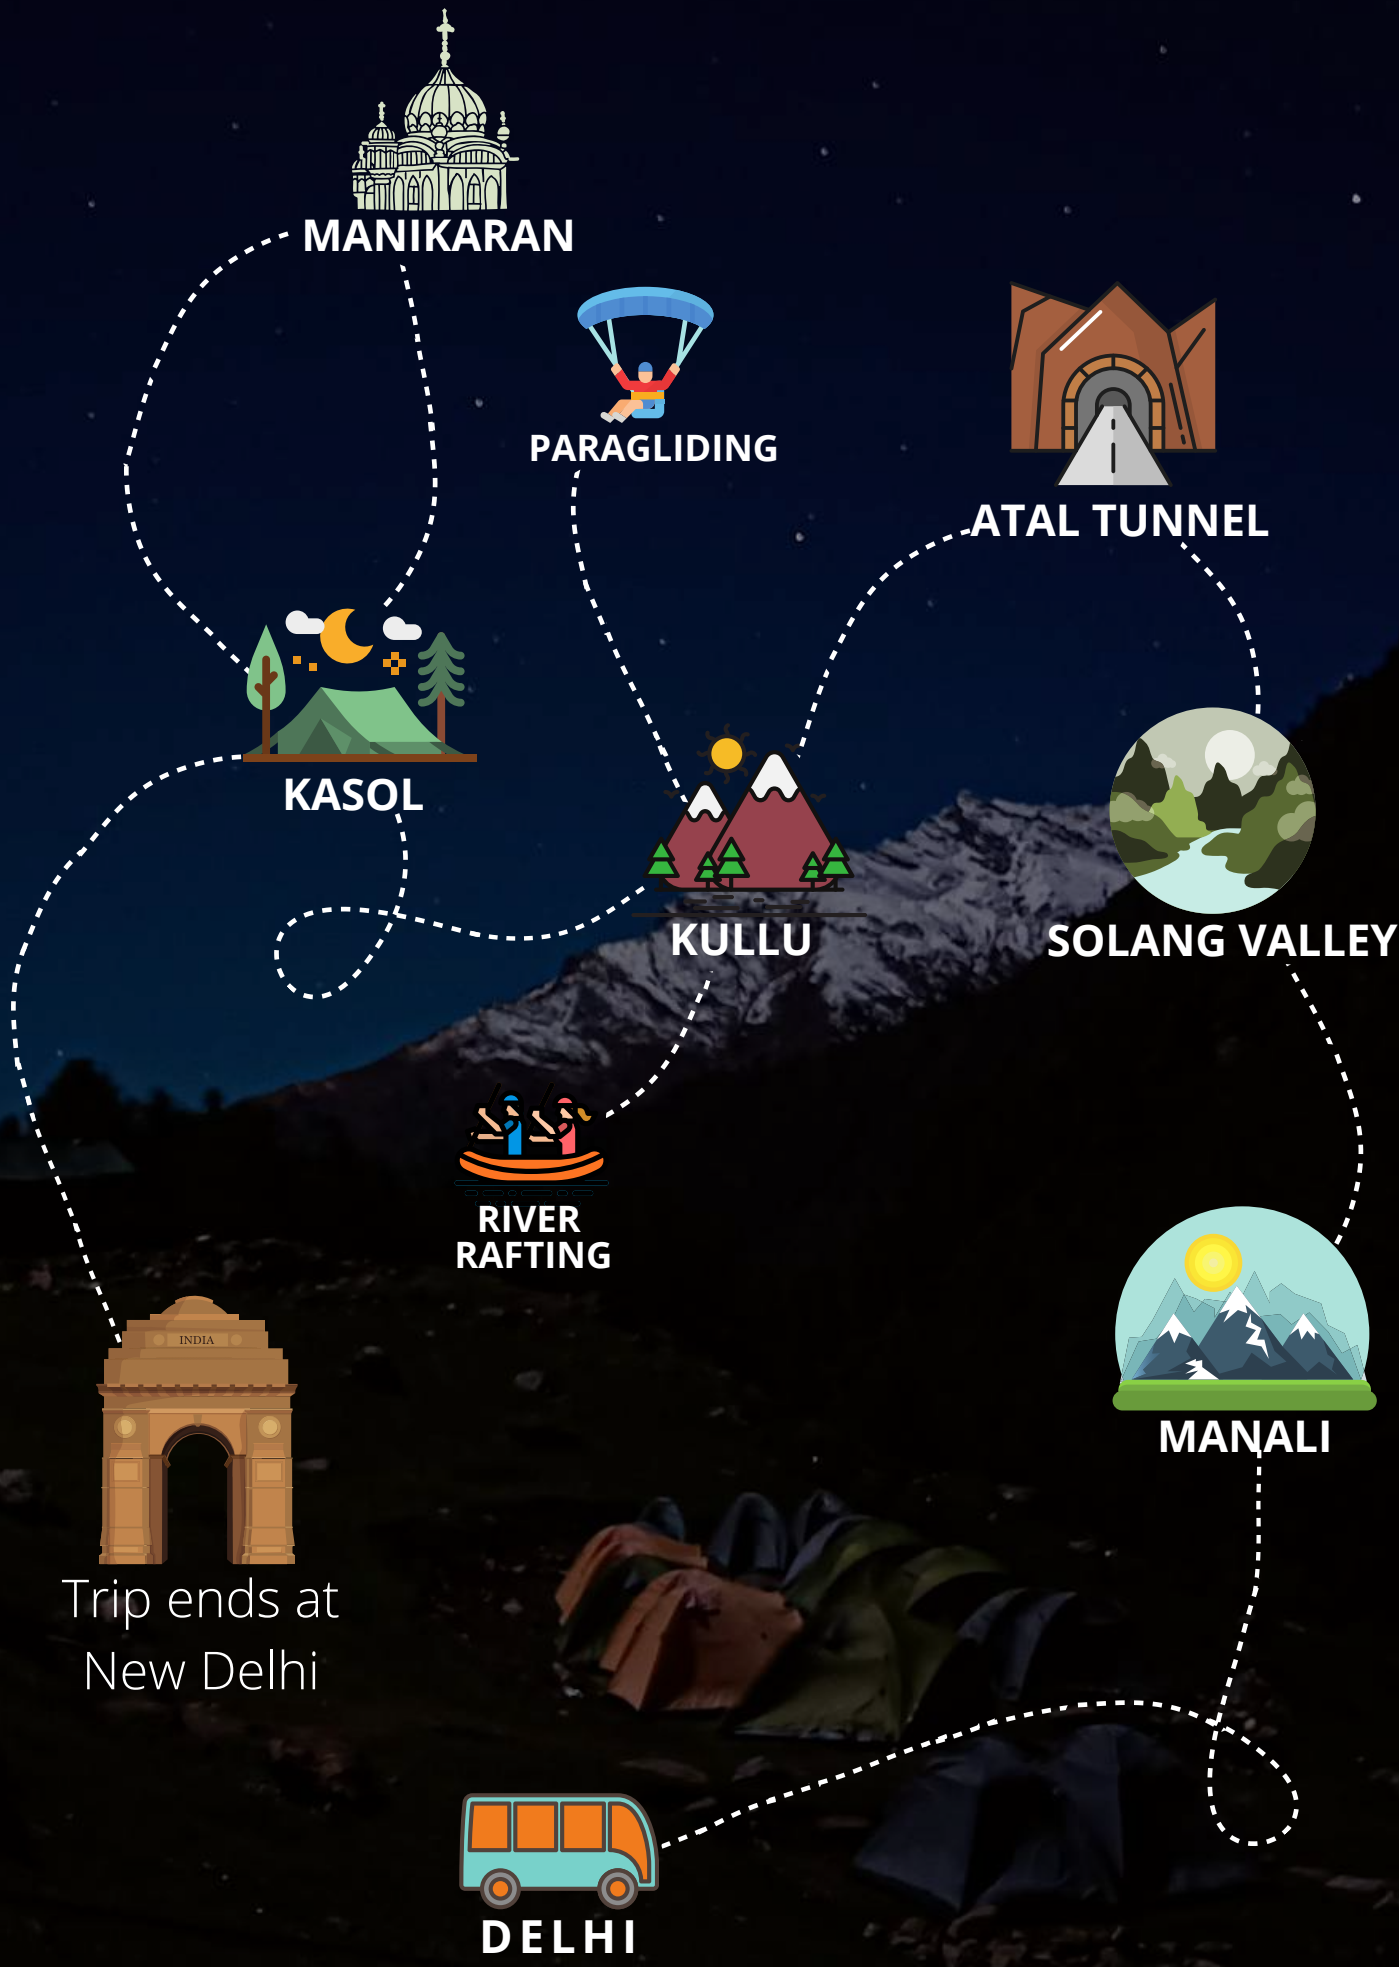 MANIKARAN
PARAGLIDING
ATAL TUNNEL
KASOL
KULLU
SOLANG VALLEY
RIVER
RAFTING
INDIA
MANALI
Trip ends at
New Delhi
DELHI